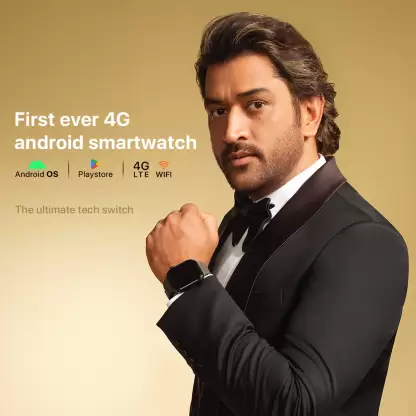 First ever 4G
android smartwatch
Android OS
Playstore
4G
LTE
WIFI
The ultimate tech switch